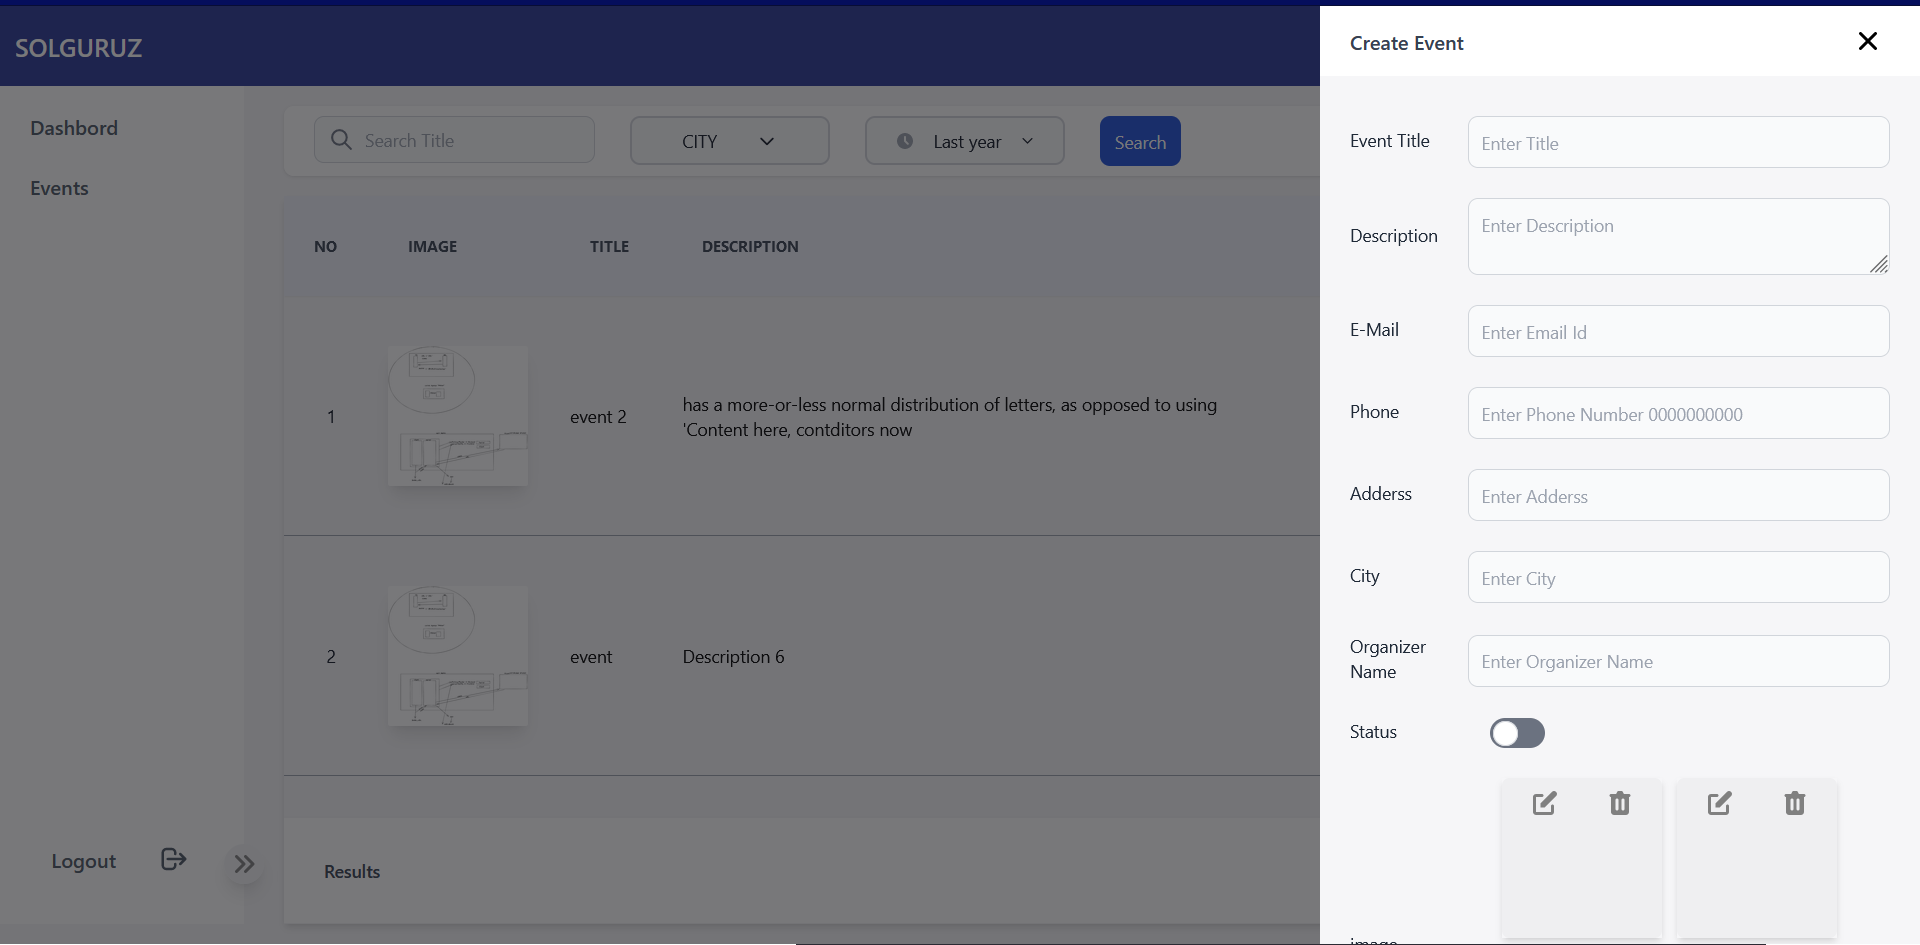 SOLGURUZ
Dashbord
Events
Logout
Search Title
CITY
Last year
Search
NO IMAGE TITLE DESCRIPTION
1 event 2 has a more-or-less normal distribution of letters, as opposed to using
'Content here, contditors now
2 event Description 6
Results
Create Event
Event Title Enter Title
Description Enter Description
E-Mail Enter Email Id
Phone Enter Phone Number 0000000000
Adderss Enter Adderss
City Enter City
Organizer
Name
Enter Organizer Name
Status
image